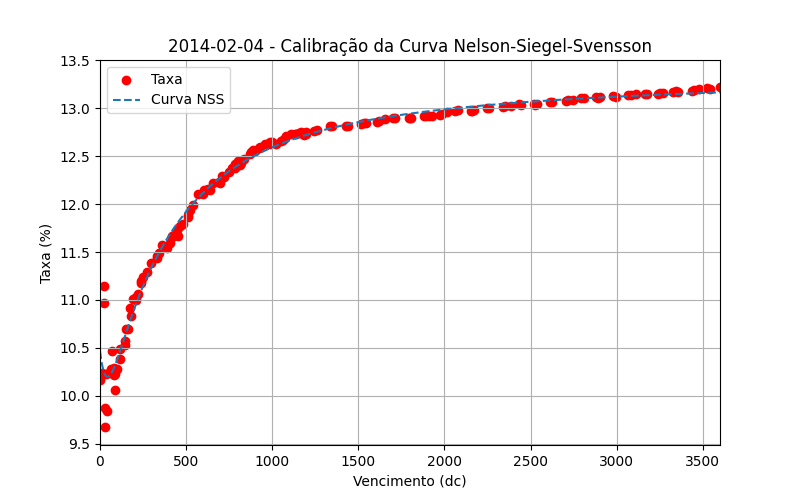 2014-02-04 - Calibração da Curva Nelson-Siegel-Svensson
Taxa
Curva NSS
13.5
13.0
12.5
12.0
11.5
11.0
10.5
10.0
9.5
Taxa (%)
0 500 1000 1500 2000 2500 3000 3500
Vencimento (dc)